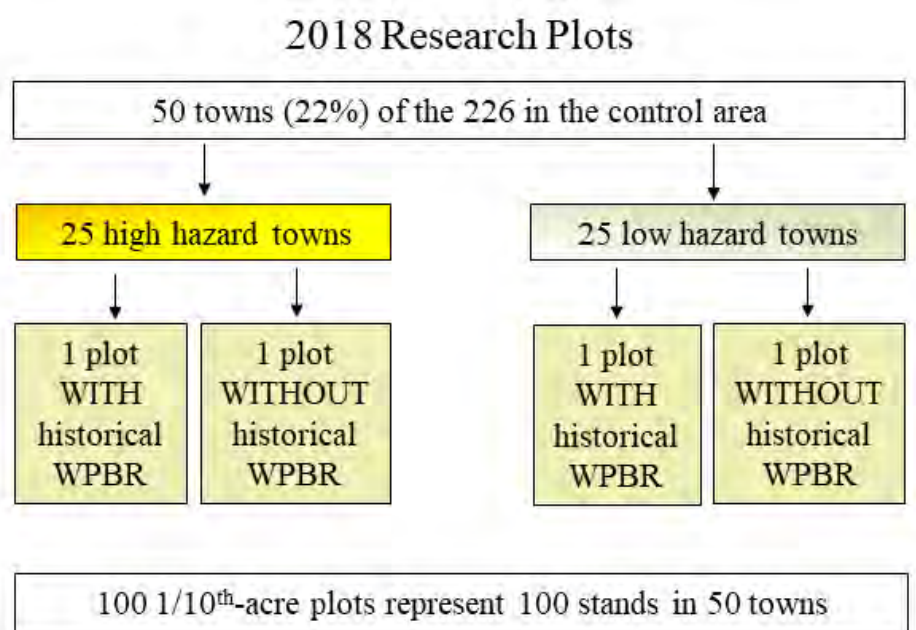 2018 Research Plots
50 towns (22%) of the 226 in the control area
25 high hazard towns
25 low hazard towns
1 plot
WITH
historical
WPBR
1 plot
WITHOUT
historical
WPBR
1 plot
WITH
historical
WPBR
1 plot
WITHOUT
historical
WPBR
100 1/10th-acre plots represent 100 stands in 50 towns